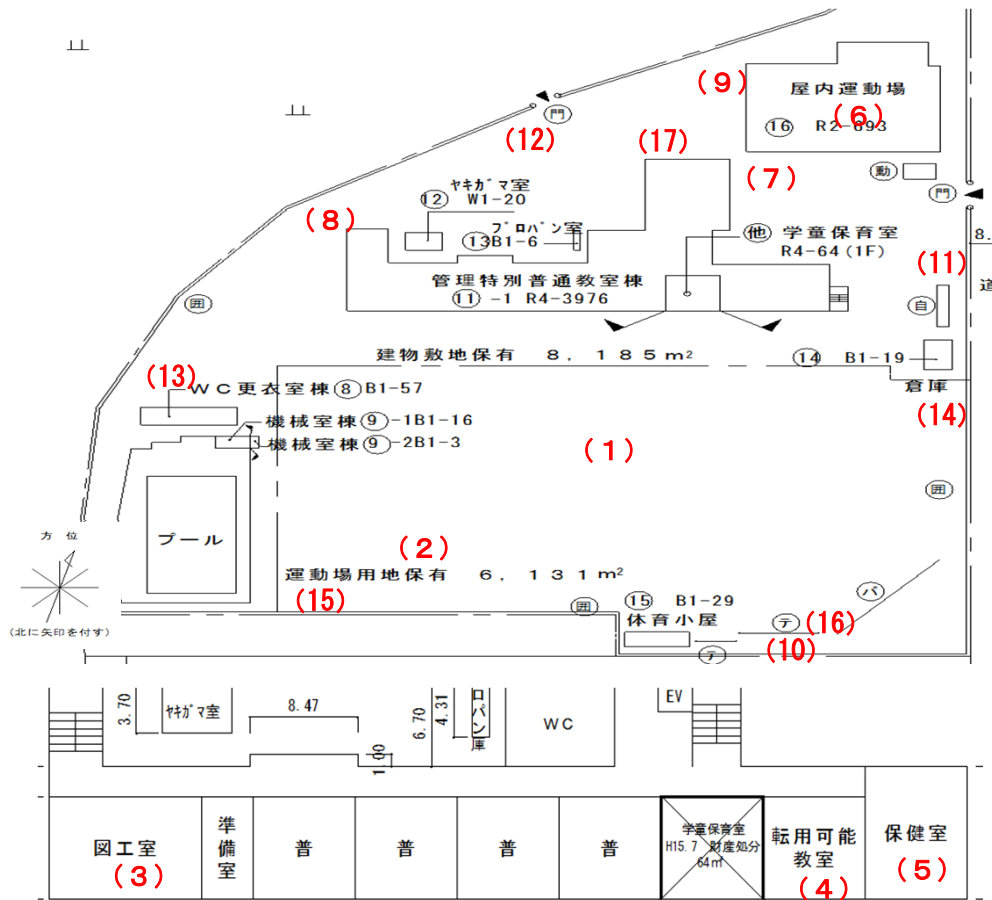 (9)
屋内運動場
(6)
⑯ R2-693
門
(12)
(17)
動
(7)
門
ヤキガマ室
⑫ W1-20
(8)
プロパン室
⑬B1-6
他 学童保育室
R4-64(1F)
8.
(11)
道
管理特別普通教室棟
⑪ -1 R4-3976
囲
自
建物敷地保有 8, 185m²
⑭ B1-19
(13)
WC更衣室棟⑧B1-57
倉庫
(14)
機械室棟⑨-1B1-16
機械室棟⑨-2B1-3
(1)
囲
方 位
プール
(2)
運動場用地保有 6, 131m²
(15)
囲
⑮ B1-29
バ
体育小屋
テ
(16)
(北に矢印を付す)
テ
(10)
3.70
ヤキガマ室
8.47
6.70
4.31
ロパン庫
WC
EV
1.00
図工室
(3)
準備室
普
普
普
普
学童保育室
H15.7 財産処分
64㎡
転用可能
教室
(4)
保健室
(5)